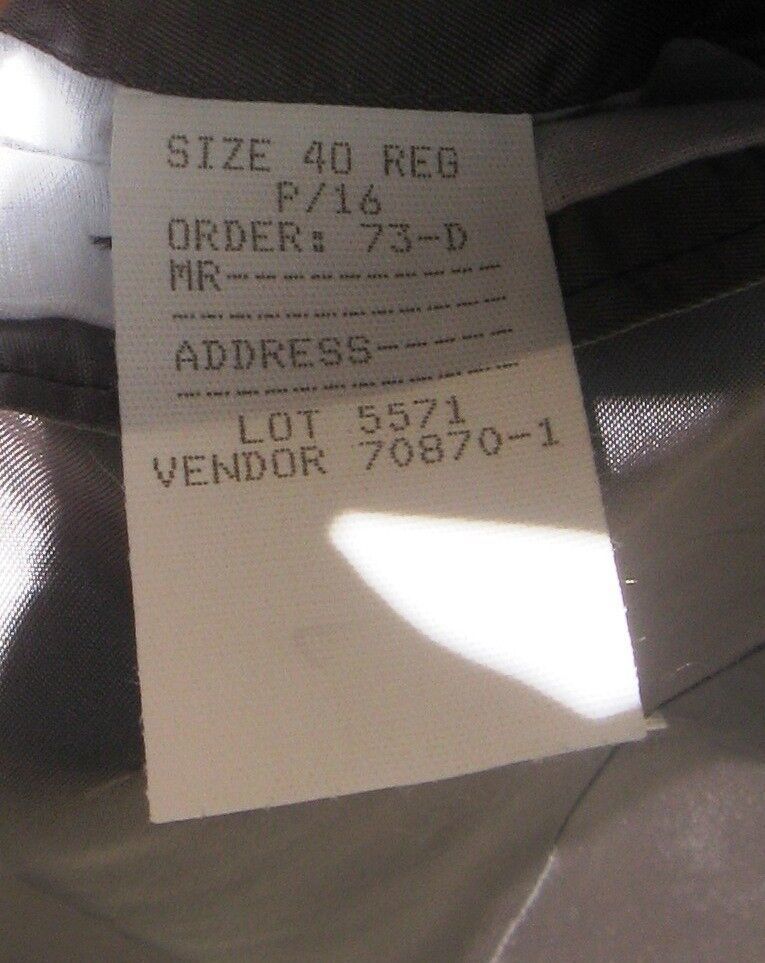 SIZE 40 REG
P/16
ORDER: 73-D
MR-------------
----------------
ADDRESS------
----------------
LOT 5571
VENDOR 70870-1